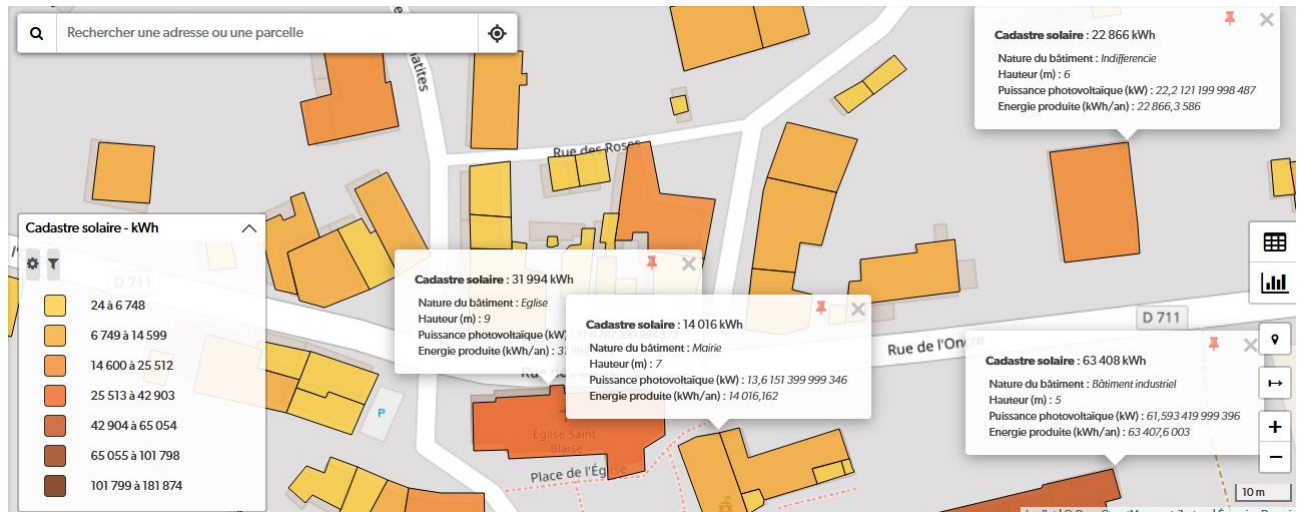 Rechercher une adresse ou une parcelle
Cadastre solaire : 22 866 kWh
Nature du bâtiment : Indifferencie
Hauteur (m) : 6
Puissance photovoltaïque (kW) : 22,2 121 199 998 487
Energie produite (kWh/an) : 22 866,3 586
Rue des Roses
Cadastre solaire - kWh
24 à 6 748
6 749 à 14 599
14 600 à 25 512
25 513 à 42 903
42 904 à 65 054
65 055 à 101 798
101 799 à 181 874
D 711
Cadastre solaire : 31 994 kWh
Nature du bâtiment : Eglise
Hauteur (m) : 9
Puissance photovoltaïque (kW)
Energie produite (kWh/an) :
Cadastre solaire : 14 016 kWh
Nature du bâtiment : Mairie
Hauteur (m) : 7
Puissance photovoltaïque (kW) : 13,6 151 399 999 346
Energie produite (kWh/an) : 14 016,162
D 711
Rue de l'Oncre
Cadastre solaire : 63 408 kWh
Nature du bâtiment : Bâtiment industriel
Hauteur (m) : 5
Puissance photovoltaïque (kW) : 61,593 419 999 396
Energie produite (kWh/an) : 63 407,6 003
P
Église Saint-
Blaise
Place de l'Église
10 m